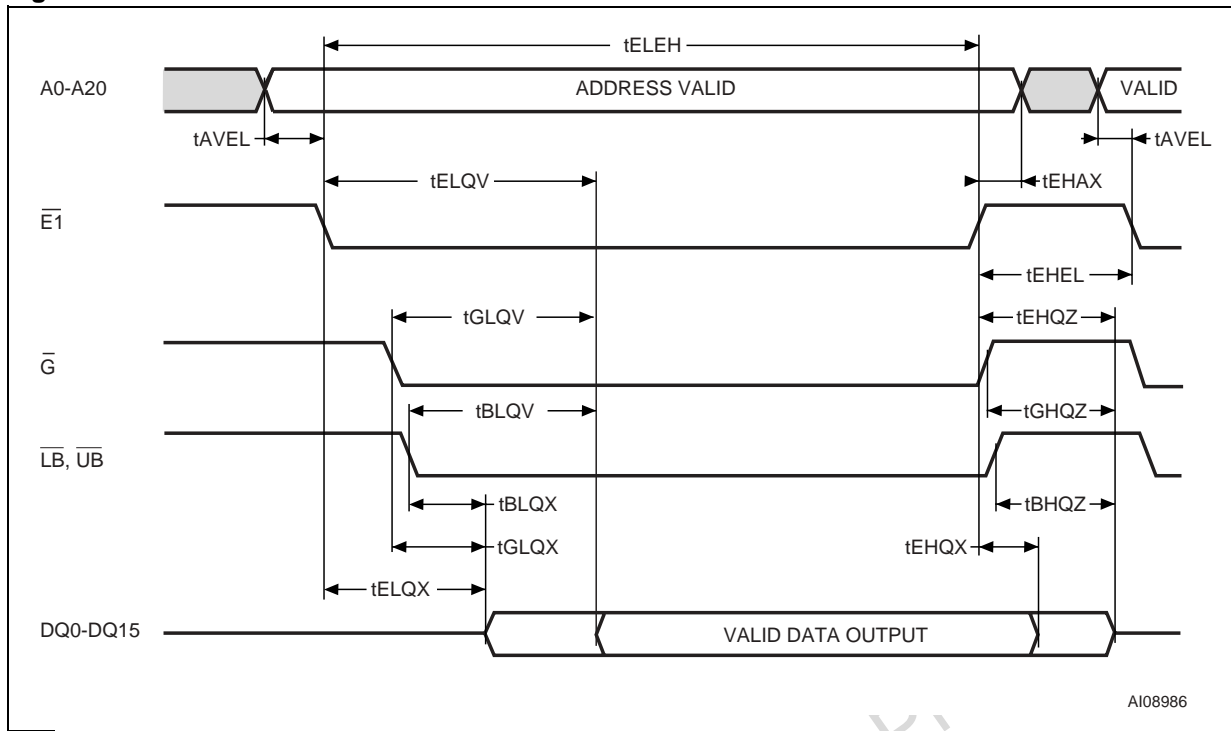 tELEH
A0-A20
ADDRESS VALID
VALID
tAVEL
tAVEL
tELQV
tEHAX
E1
tEHEL
tGLQV
tEHQZ
G
tBLQV
tGHQZ
LB, UB
tBLQX
tBHQZ
tGLQX
tEHQX
tELQX
DQ0-DQ15
VALID DATA OUTPUT
AI08986